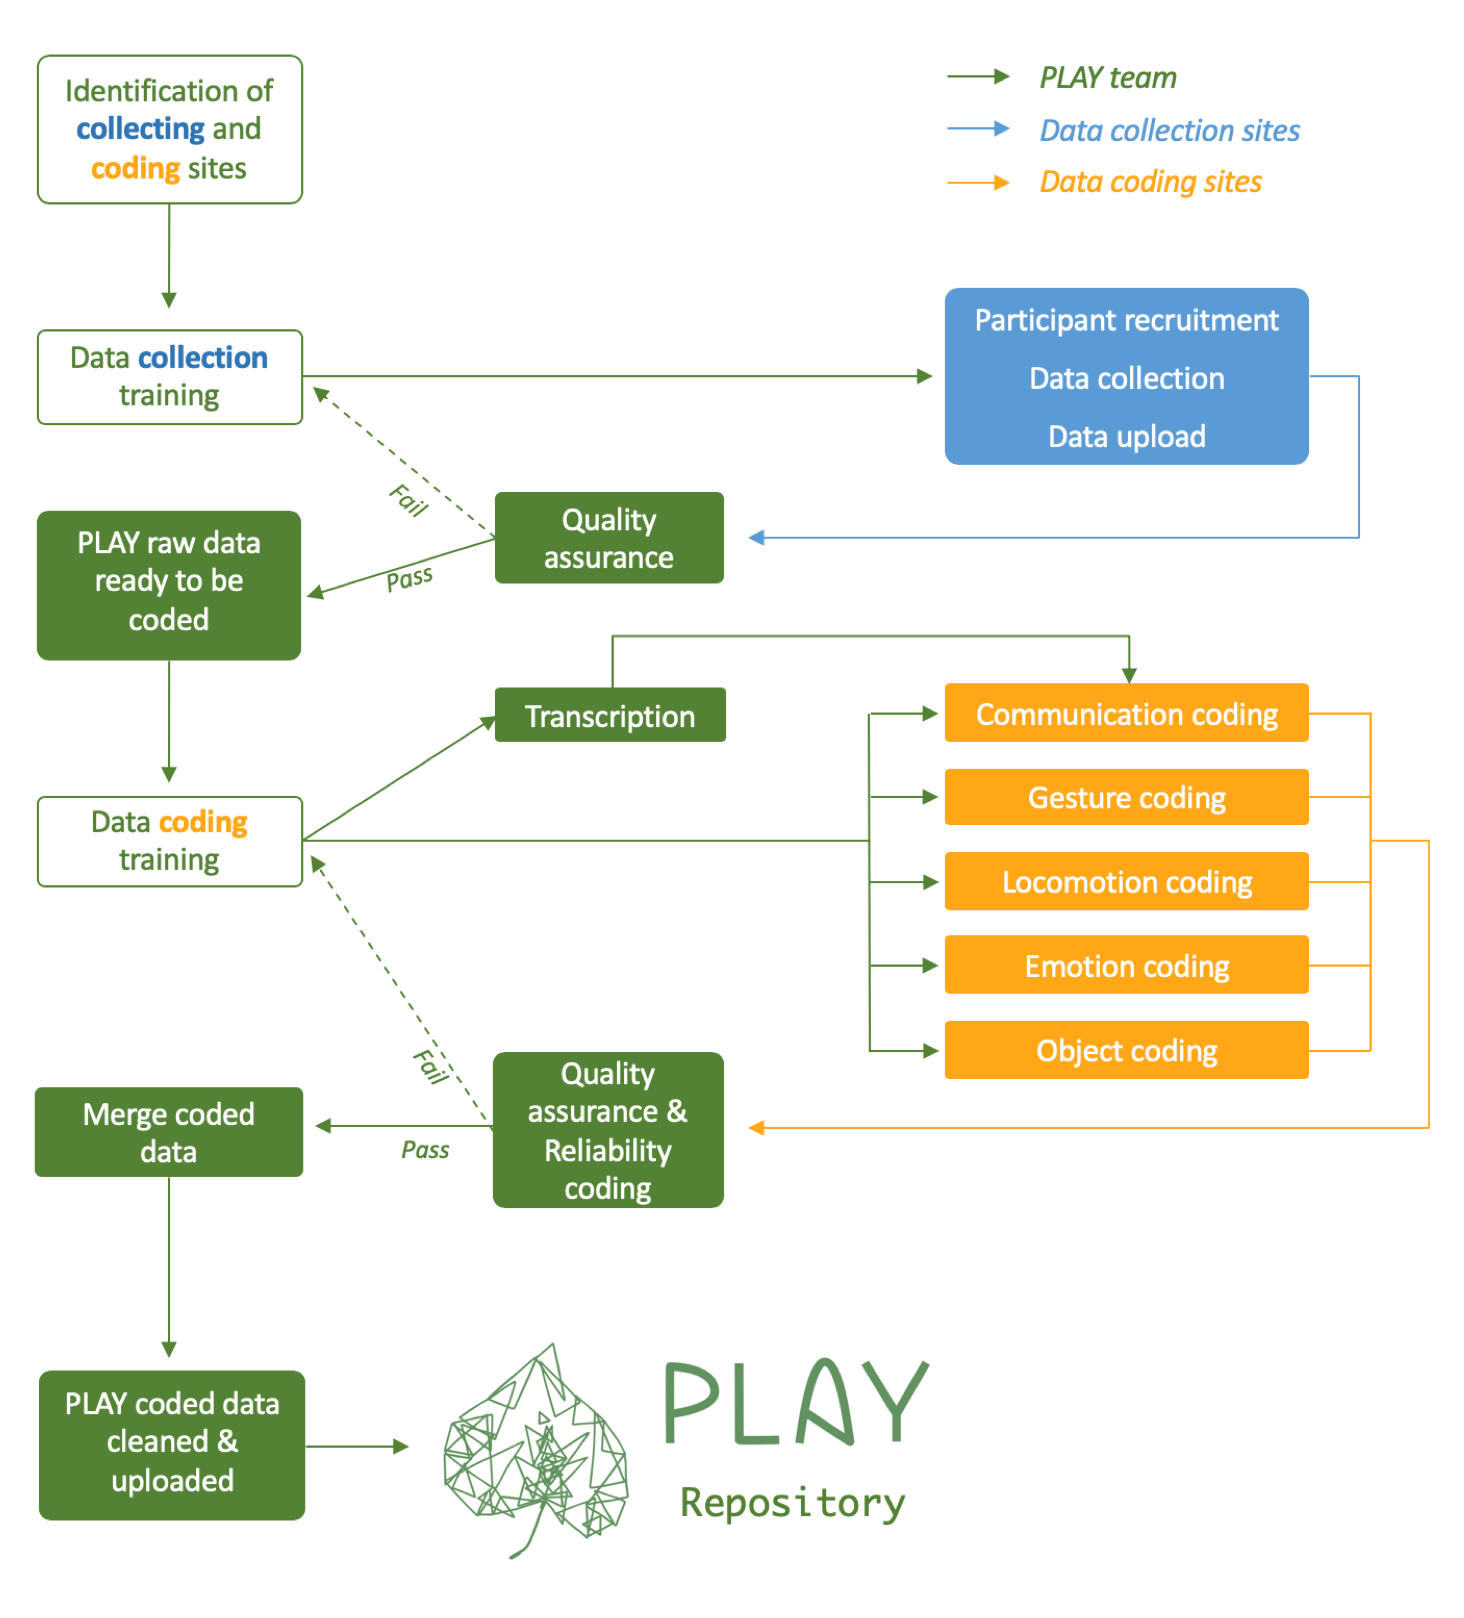 Identification of
collecting and
coding sites
PLAY team
Data collection sites
Data coding sites
Data collection
training
Participant recruitment
Data collection
Data upload
Fail
Quality
assurance
Pass
PLAY raw data
ready to be
coded
Transcription
Communication coding
Gesture coding
Locomotion coding
Emotion coding
Object coding
Data coding
training
Fail
Quality
assurance &
Reliability
coding
Pass
Merge coded
data
PLAY coded data
cleaned &
uploaded
PLAY
Repository